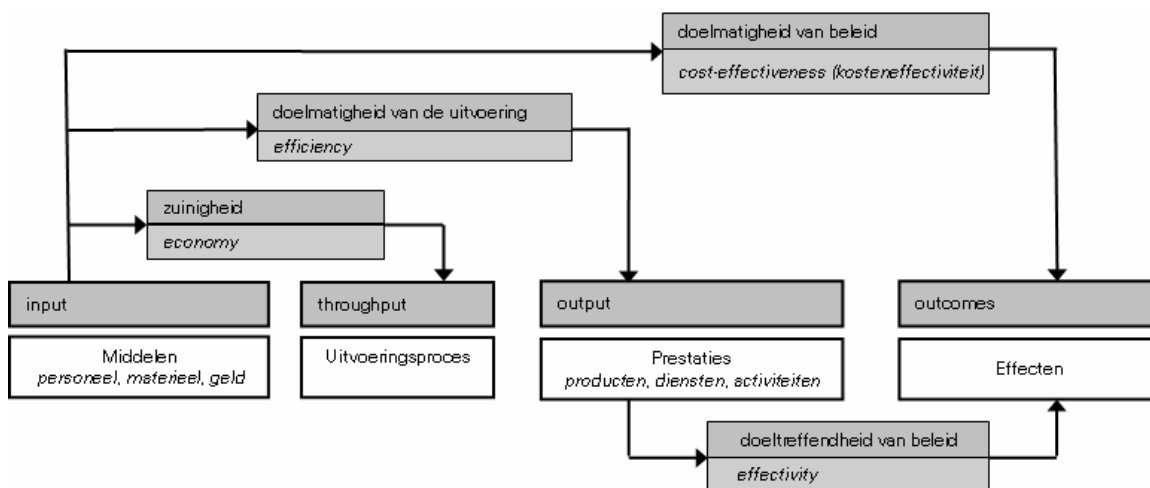 doelmatigheid van beleid
cost-effectiveness (kosteneffectiviteit)
doelmatigheid van de uitvoering
efficiency
zuinigheid
economy
input
throughput
output
outcomes
Middelen
personeel, materieel, geld
Uitvoeringsproces
Prestaties
producten, diensten, activiteiten
Effecten
doeltreffendheid van beleid
effectivity